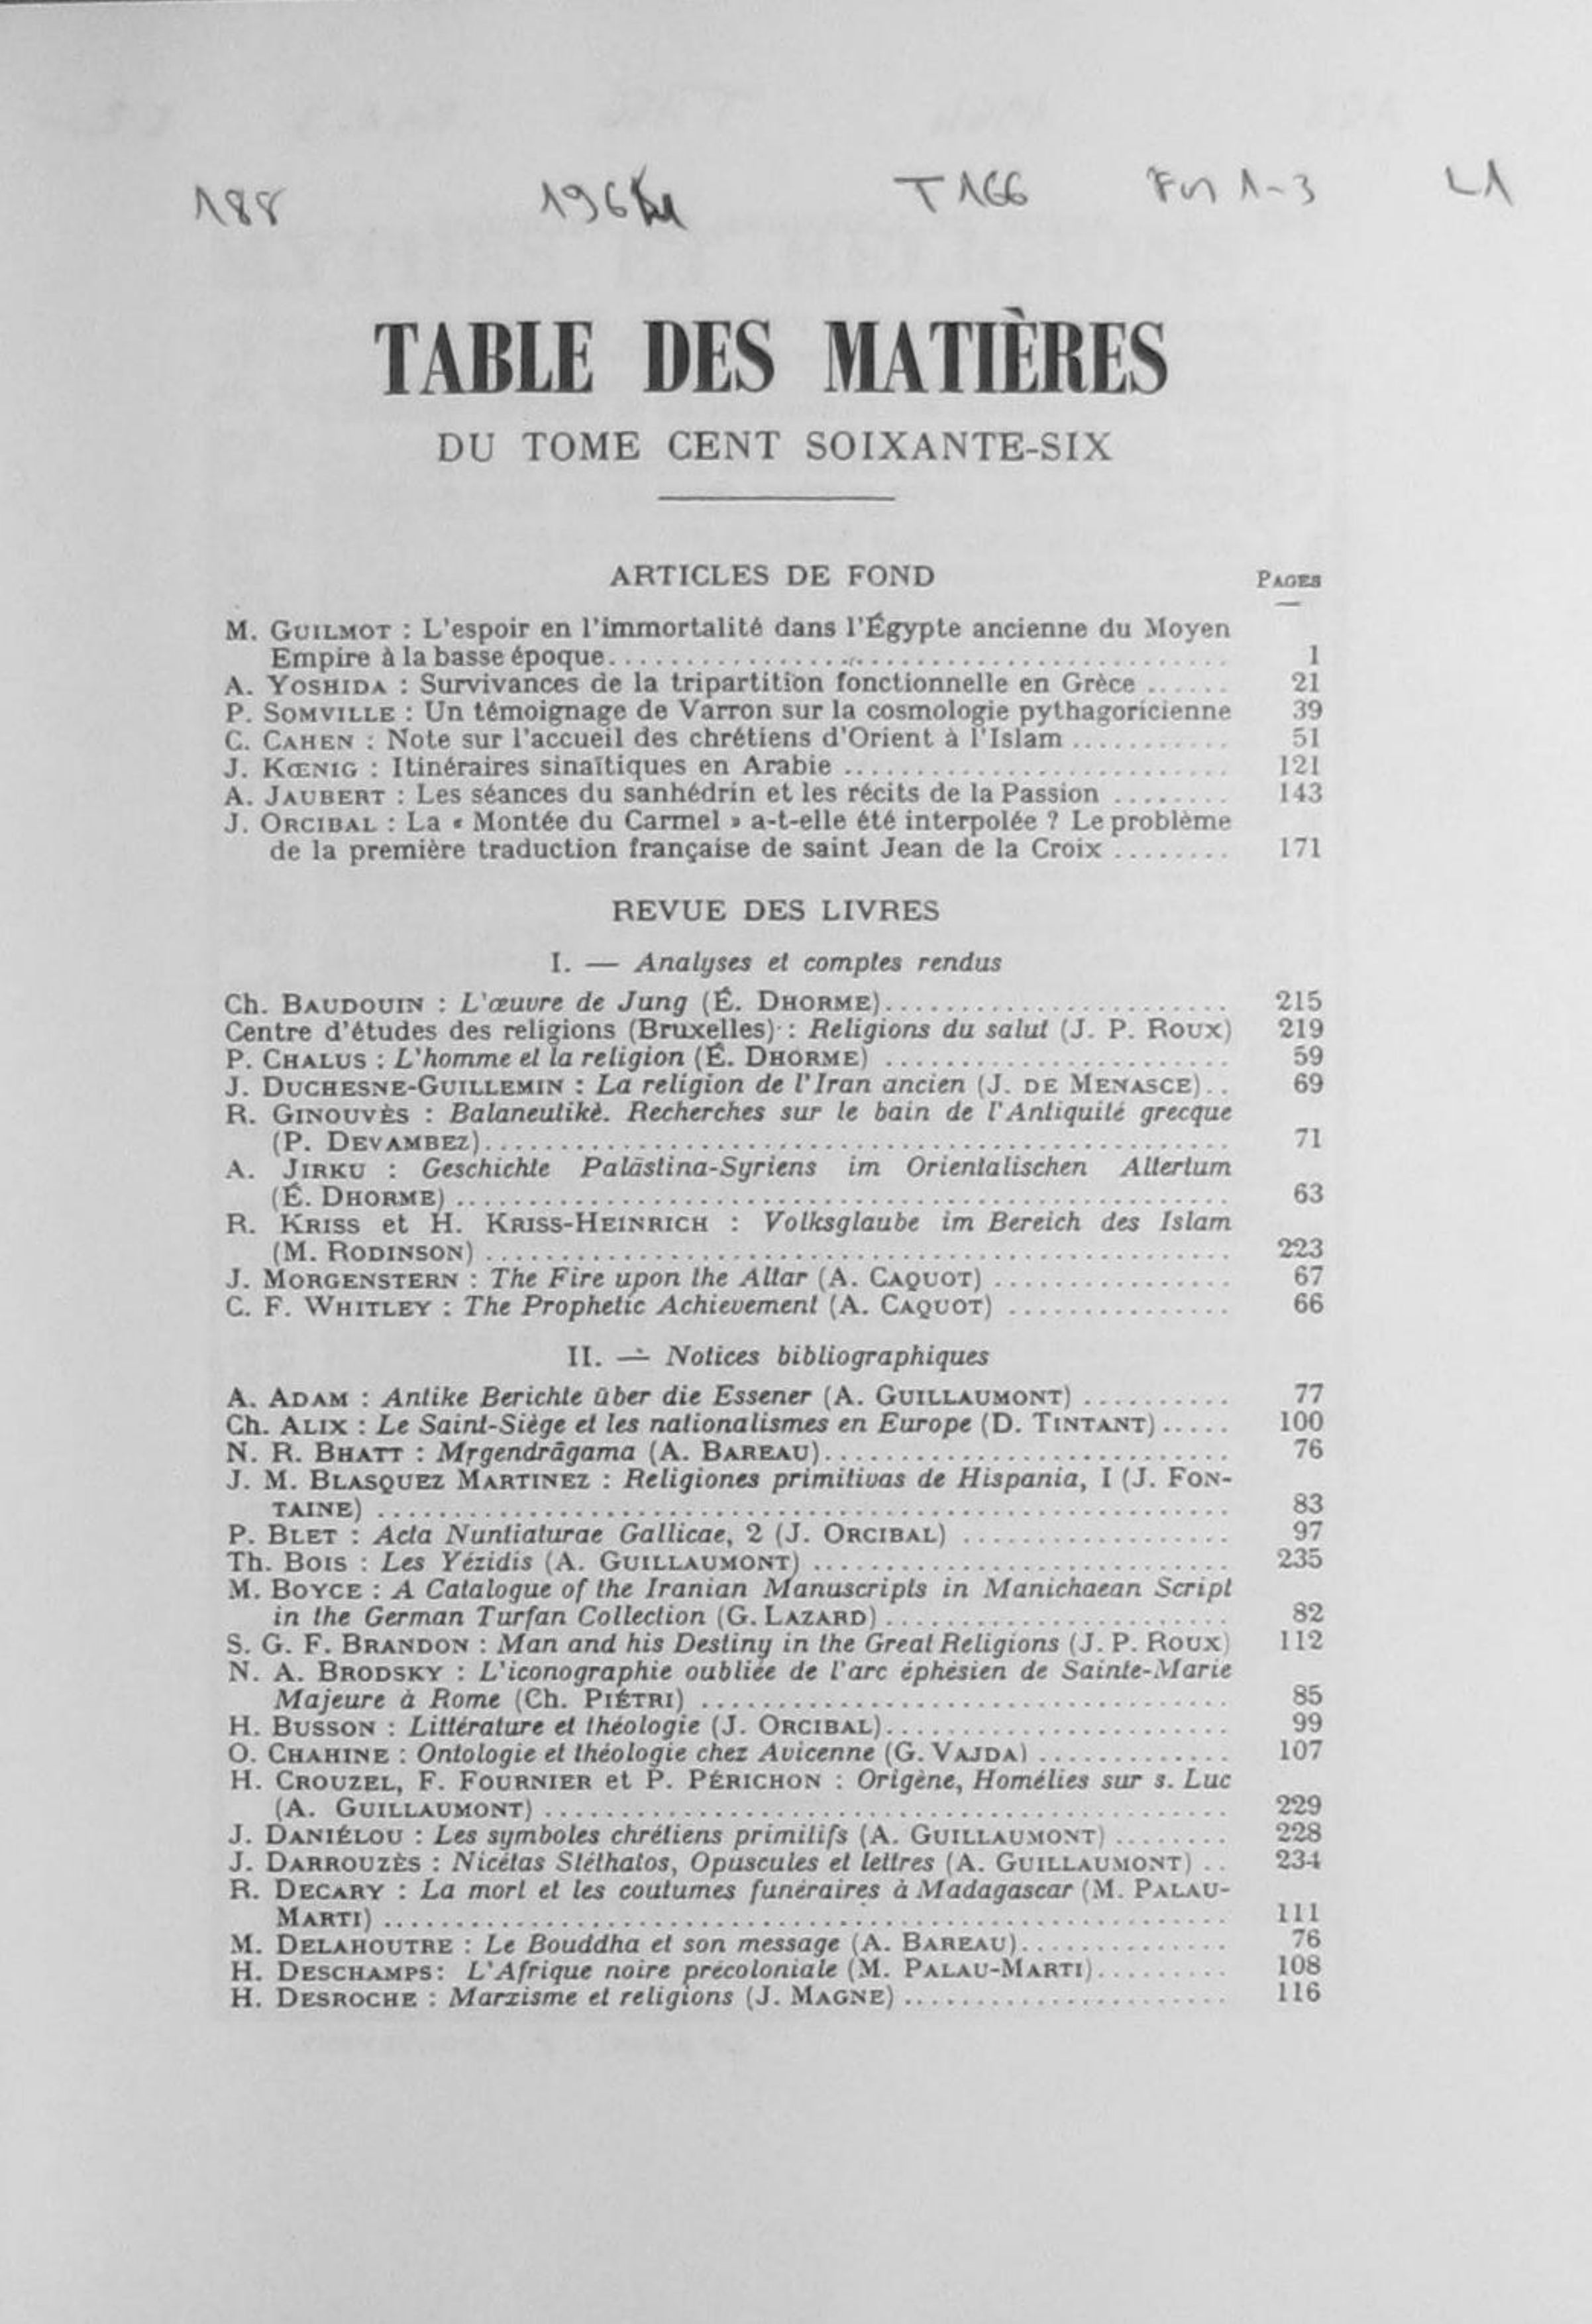 188 T 166 1-3 L1
TABLE DES MATIÈRES
DU TOME CENT SOIXANTE-SIX
ARTICLES DE FOND PAGES
M. GUILMOT : L'espoir en l'immortalité dans l'Égypte ancienne du Moyen
Empire à la basse époque........................................ 1
A. YOSHIDA : Survivances de la tripartition fonctionnelle en Grèce ...... 21
P. SOMVILLE : Un témoignage de Varron sur la cosmologie pythagoricienne 39
C. CAHEN : Note sur l'accueil des chrétiens d'Orient à l'Islam ........... 51
J. KŒNIG : Itinéraires sinaïtiques en Arabie ........................... 121
A. JAUBERT : Les séances du sanhédrin et les récits de la Passion ........ 143
J. ORCIBAL : La « Montée du Carmel » a-t-elle été interpolée ? Le problème
de la première traduction française de saint Jean de la Croix ........ 171
REVUE DES LIVRES
I. — Analyses et comptes rendus
Ch. BAUDOUIN : L'œuvre de Jung (É. DHORME)........................ 215
Centre d'études des religions (Bruxelles) : Religions du salut (J. P. ROUX) 219
P. CHALUS : L'homme et la religion (É. DHORME) ........................ 59
J. DUCHESNE-GUILLEMIN : La religion de l'Iran ancien (J. DE MENASCE).. 69
R. GINOUVÈS : Balaneutikè. Recherches sur le bain de l'Antiquité grecque
(P. DEVAMBEZ).................................................... 71
A. JIRKU : Geschichte Palästina-Syriens im Orientalischen Altertum
(É. DHORME) ..................................................... 63
R. KRISS et H. KRISS-HEINRICH : Volksglaube im Bereich des Islam
(M. RODINSON) ................................................... 223
J. MORGENSTERN : The Fire upon the Altar (A. CAQUOT) ................. 67
C. F. WHITLEY : The Prophetic Achievement (A. CAQUOT) ................ 66
II. — Notices bibliographiques
A. ADAM : Antike Berichte über die Essener (A. GUILLAUMONT) .......... 77
Ch. ALIX : Le Saint-Siège et les nationalismes en Europe (D. TINTANT)..... 100
N. R. BHATT : Mṛgendrāgama (A. BAREAU)............................ 76
J. M. BLASQUEZ MARTINEZ : Religiones primitivas de Hispania, I (J. FON-
TAINE) .......................................................... 83
P. BLET : Acta Nuntiaturae Gallicae, 2 (J. ORCIBAL) ................... 97
Th. BOIS : Les Yézidis (A. GUILLAUMONT) ............................. 235
M. BOYCE : A Catalogue of the Iranian Manuscripts in Manichaean Script
in the German Turfan Collection (G. LAZARD) ........................ 82
S. G. F. BRANDON : Man and his Destiny in the Great Religions (J. P. ROUX) 112
N. A. BRODSKY : L'iconographie oubliée de l'arc éphésien de Sainte-Marie
Majeure à Rome (Ch. PIÉTRI) ..................................... 85
H. BUSSON : Littérature et théologie (J. ORCIBAL)........................ 99
O. CHAHINE : Ontologie et théologie chez Avicenne (G. VAJDA) ............. 107
H. CROUZEL, F. FOURNIER et P. PÉRICHON : Origène, Homélies sur s. Luc
(A. GUILLAUMONT) ................................................ 229
J. DANIÉLOU : Les symboles chrétiens primitifs (A. GUILLAUMONT) ........ 228
J. DARROUZÈS : Nicétas Stéthatos, Opuscules et lettres (A. GUILLAUMONT) .. 234
R. DECARY : La mort et les coutumes funéraires à Madagascar (M. PALAU-
MARTI) .......................................................... 111
M. DELAHOUTRE : Le Bouddha et son message (A. BAREAU)............... 76
H. DESCHAMPS: L'Afrique noire précoloniale (M. PALAU-MARTI).......... 108
H. DESROCHE : Marxisme et religions (J. MAGNE) ....................... 116